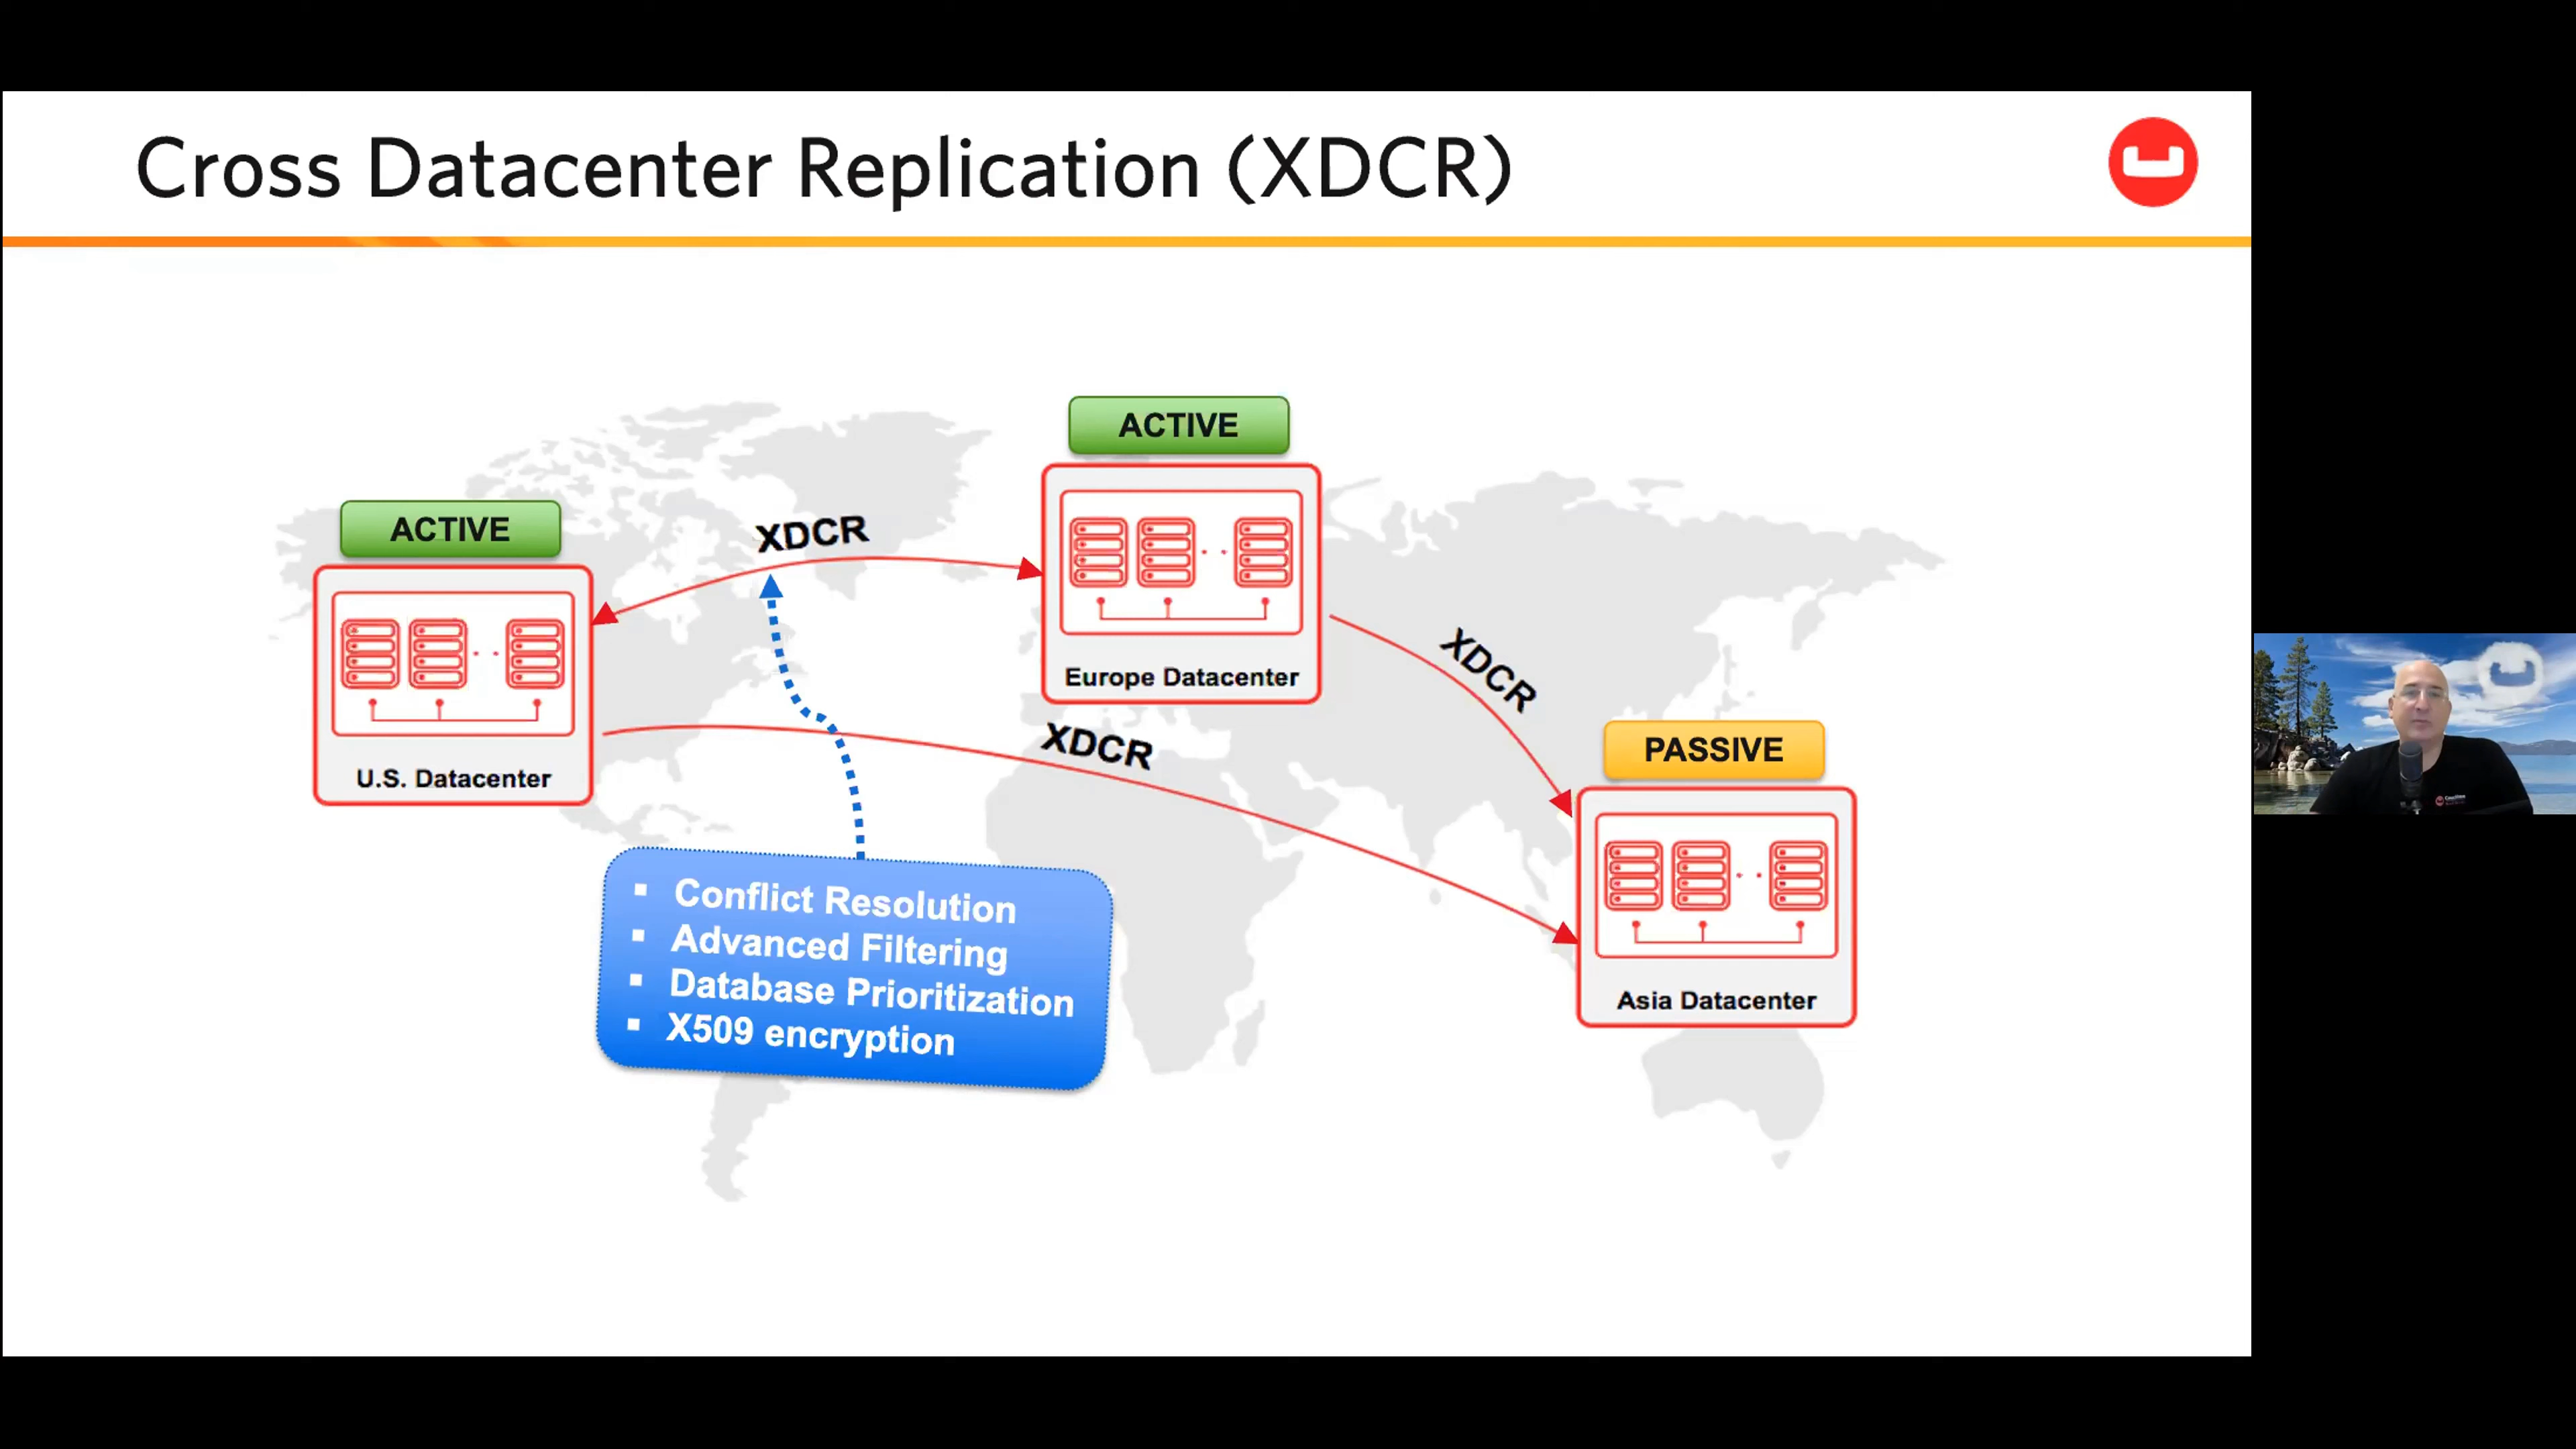 Cross Datacenter Replication (XDCR)
ACTIVE
ACTIVE
XDCR
XDCR
Europe Datacenter
XDCR
U.S. Datacenter
PASSIVE
▪ Conflict Resolution
▪ Advanced Filtering
▪ Database Prioritization
▪ X509 encryption
Asia Datacenter